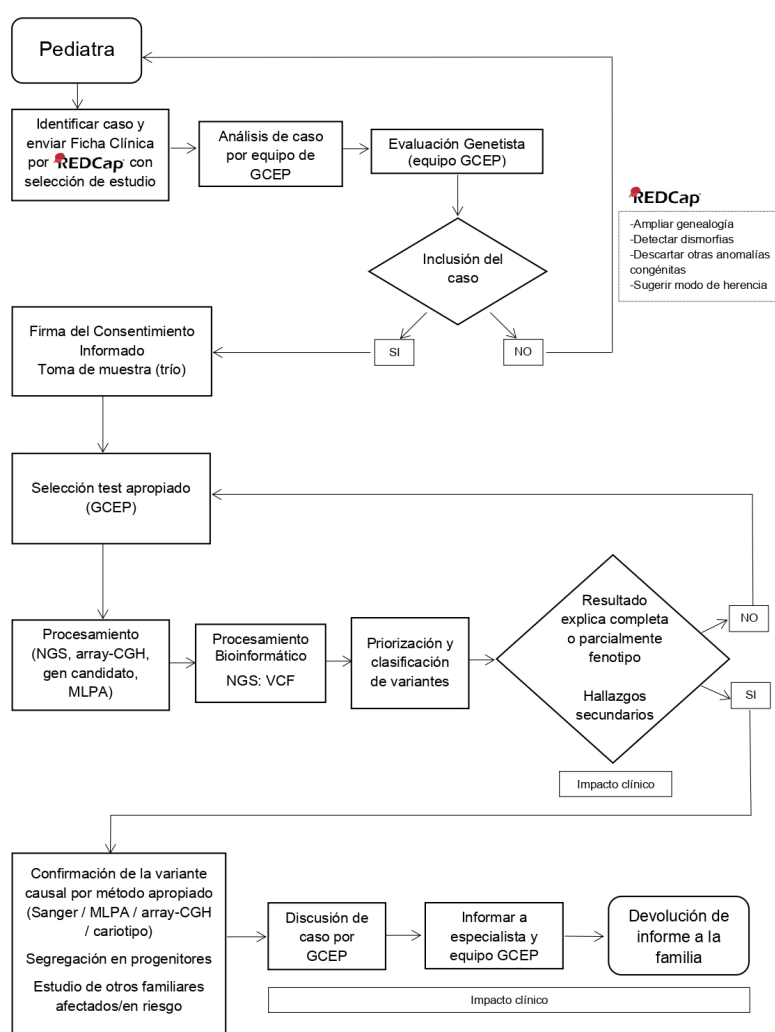 Pediatra
Identificar caso y
enviar Ficha Clínica
por REDCap con
selección de estudio
Análisis de caso
por equipo de
GCEP
Evaluación Genetista
(equipo GCEP)
REDCap
-Ampliar genealogía
-Detectar dismorfias
-Descartar otras anomalías
congénitas
-Sugerir modo de herencia
Inclusión del
caso
SI
NO
Firma del Consentimiento
Informado
Toma de muestra (trío)
Selección test apropiado
(GCEP)
Procesamiento
(NGS, array-CGH,
gen candidato,
MLPA)
Procesamiento
Bioinformático
NGS: VCF
Priorización y
clasificación
de variantes
Resultado
explica completa
o parcialmente
fenotipo
Hallazgos
secundarios
NO
SI
Impacto clínico
Confirmación de la variante
causal por método apropiado
(Sanger / MLPA / array-CGH
/ cariotipo)
Segregación en progenitores
Estudio de otros familiares
afectados/en riesgo
Discusión de
caso por
GCEP
Informar a
especialista y
equipo GCEP
Devolución de
informe a la
familia
Impacto clínico